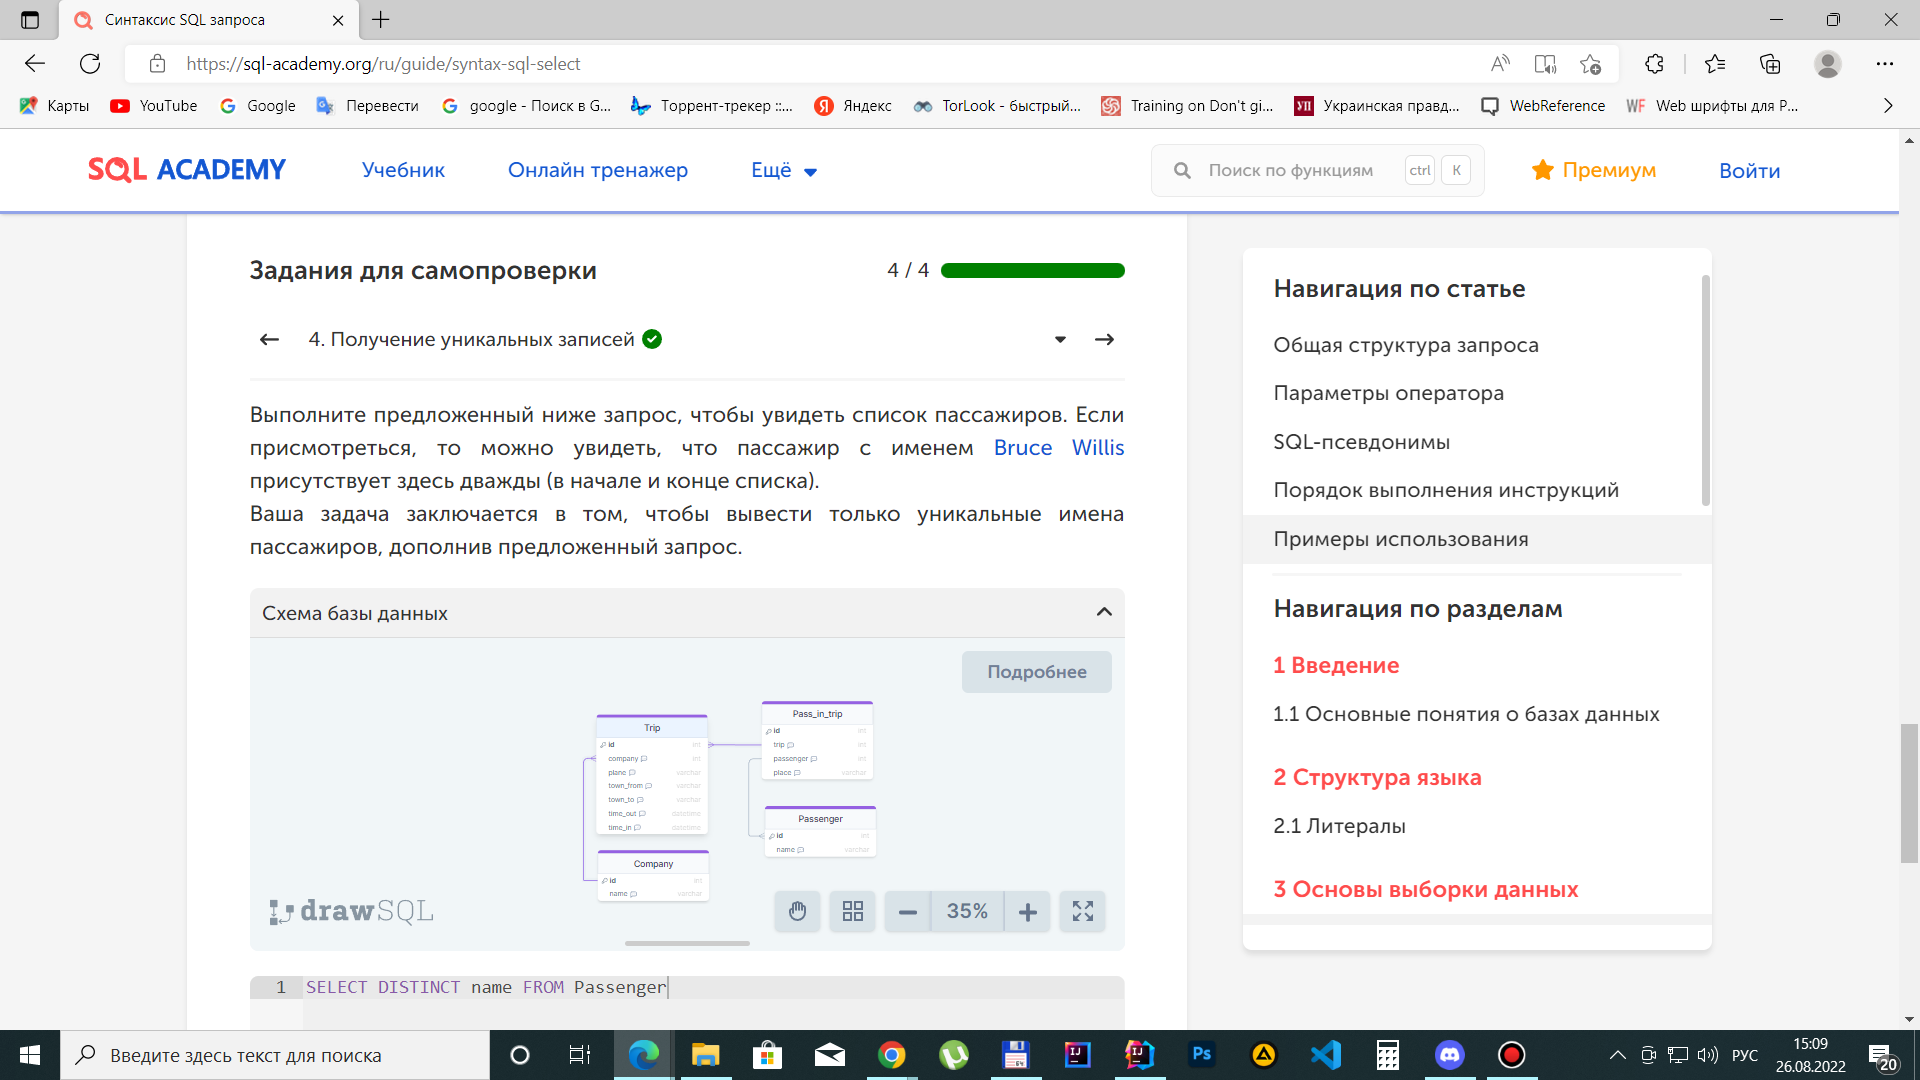 Синтаксис SQL запроса
https://sql-academy.org/ru/guide/syntax-sql-select
Карты
YouTube
Google
Перевести
google - Поиск в G...
Торрент-трекер ::...
Яндекс
TorLook - быстрый...
Training on Don't gi...
УП
Украинская правд...
WebReference
WF
Web шрифты для Р...
SQL ACADEMY
Учебник
Онлайн тренажер
Ещё
Поиск по функциям
ctrl
K
Премиум
Войти
Задания для самопроверки
4 / 4
4. Получение уникальных записей
Выполните предложенный ниже запрос, чтобы увидеть список пассажиров. Если
присмотреться, то можно увидеть, что пассажир с именем Bruce Willis
присутствует здесь дважды (в начале и конце списка).
Ваша задача заключается в том, чтобы вывести только уникальные имена
пассажиров, дополнив предложенный запрос.
Схема базы данных
Подробнее
Trip
id int
company int
plane varchar
town_from varchar
town_to varchar
time_out datetime
time_in datetime
Pass_in_trip
id int
trip int
passenger int
place varchar
Passenger
id int
name varchar
Company
id int
name varchar
drawSQL
35%
1 SELECT DISTINCT name FROM Passenger
Навигация по статье
Общая структура запроса
Параметры оператора
SQL-псевдонимы
Порядок выполнения инструкций
Примеры использования
Навигация по разделам
1 Введение
1.1 Основные понятия о базах данных
2 Структура языка
2.1 Литералы
3 Основы выборки данных
Введите здесь текст для поиска
IJ
IJ
Ps
РУС
15:09
26.08.2022
20